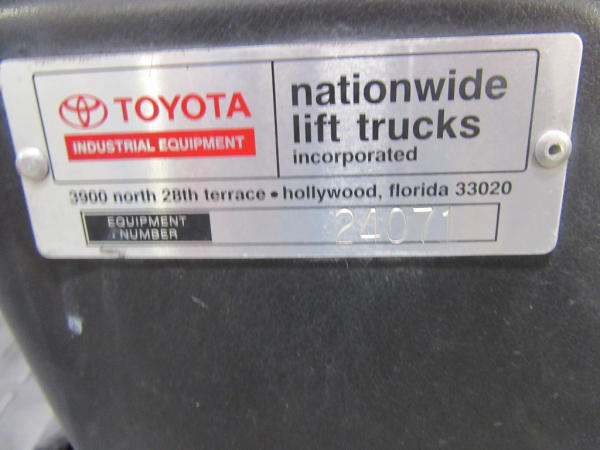 TOYOTA
INDUSTRIAL EQUIPMENT
nationwide
lift trucks
incorporated
3900 north 28th terrace • hollywood, florida 33020
EQUIPMENT
NUMBER
24071